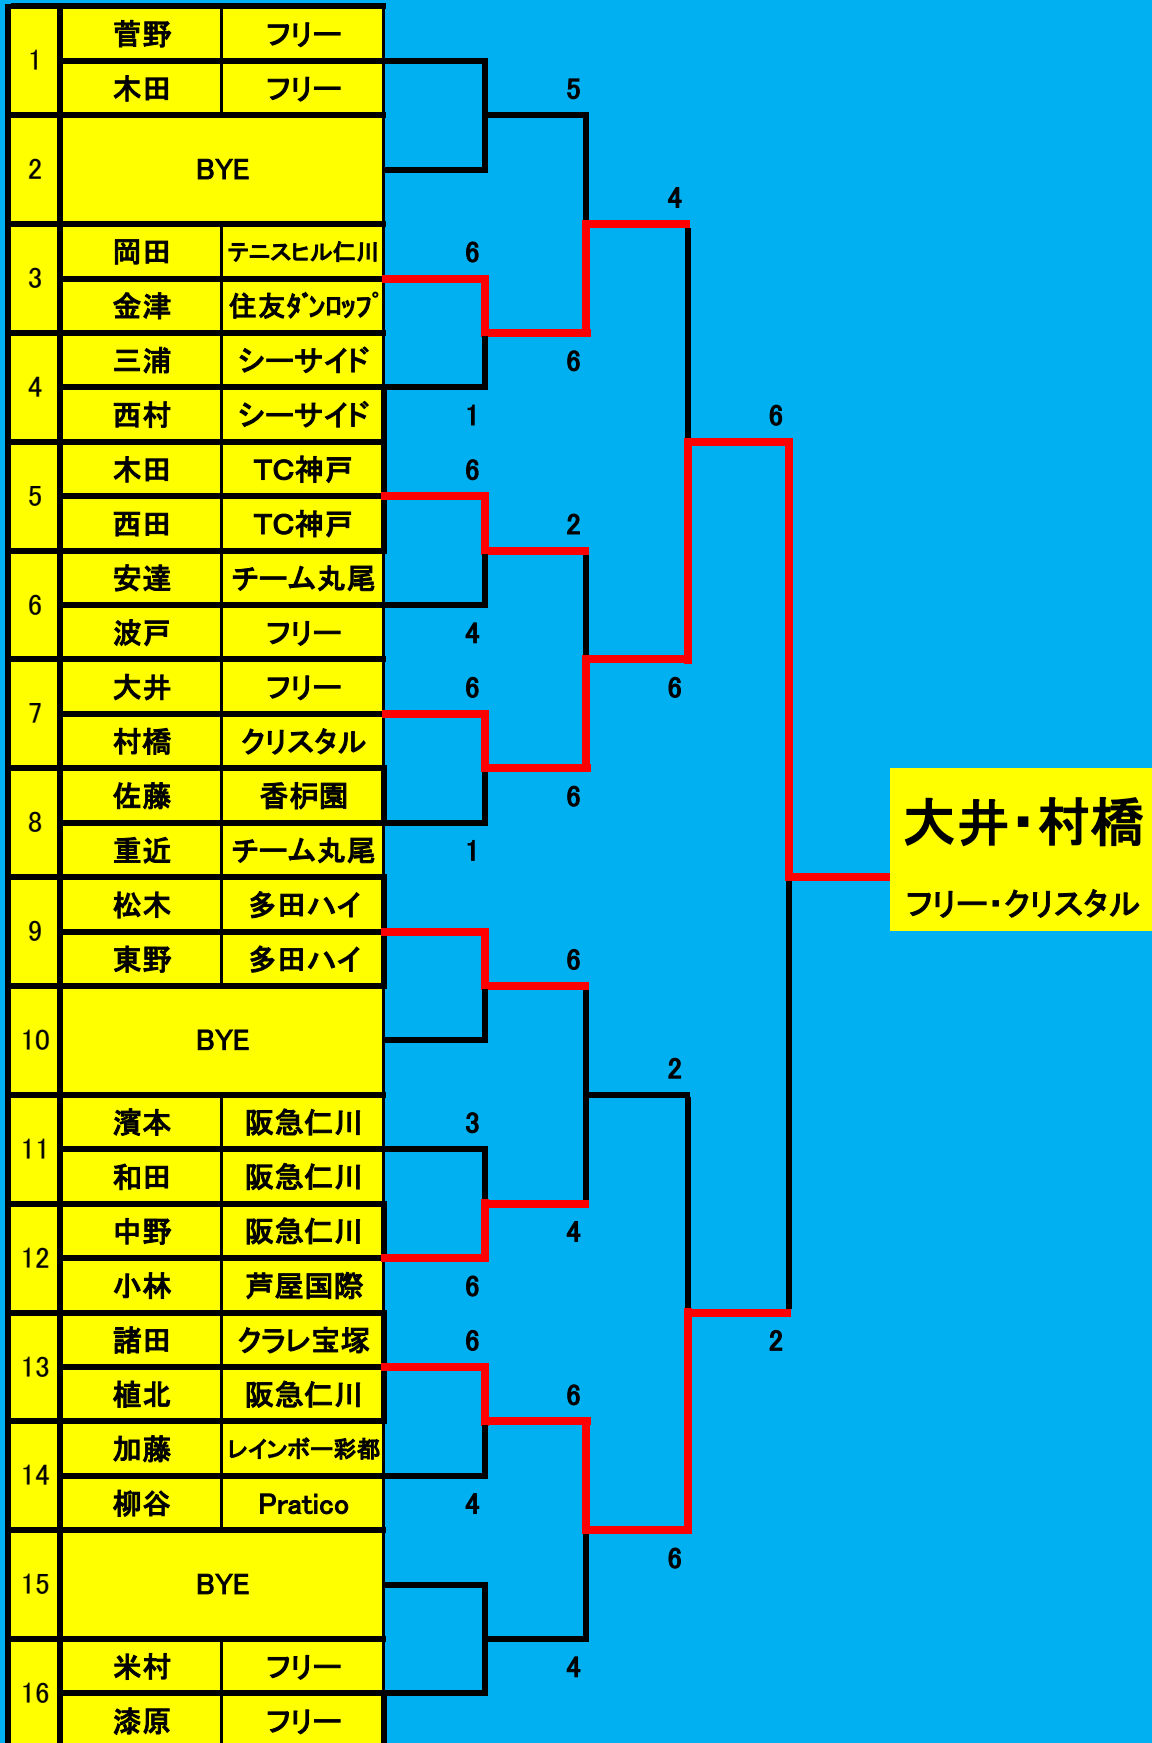 1
菅野 フリー
木田 フリー
5
2
BYE
4
3
岡田 テニスヒル仁川
6
金津 住友ダンロップ
4
三浦 シーサイド
6
西村 シーサイド
1
6
5
木田 TC神戸
6
西田 TC神戸
2
6
安達 チーム丸尾
波戸 フリー
4
7
大井 フリー
6
6
村橋 クリスタル
8
佐藤 香枦園
6
重近 チーム丸尾
1
大井・村橋
フリー・クリスタル
9
松木 多田ハイ
東野 多田ハイ
6
10
BYE
2
11
濱本 阪急仁川
3
和田 阪急仁川
12
中野 阪急仁川
4
小林 芦屋国際
6
13
諸田 クラレ宝塚
6
2
植北 阪急仁川
6
14
加藤 レインボー彩都
柳谷 Pratico
4
15
BYE
6
16
米村 フリー
4
漆原 フリー